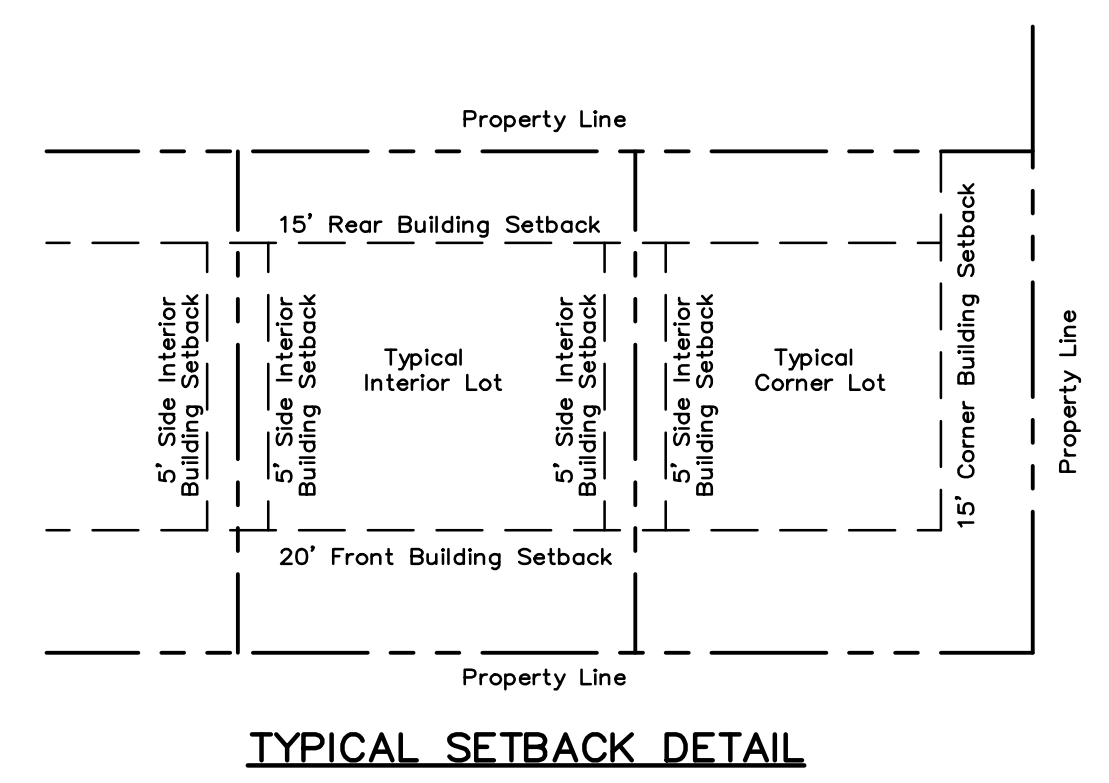 Property Line
15' Rear Building Setback
5' Side Interior
Building Setback
5' Side Interior
Building Setback
Typical
Interior Lot
5' Side Interior
Building Setback
5' Side Interior
Building Setback
Typical
Corner Lot
15' Corner Building Setback
Property Line
20' Front Building Setback
Property Line
TYPICAL SETBACK DETAIL